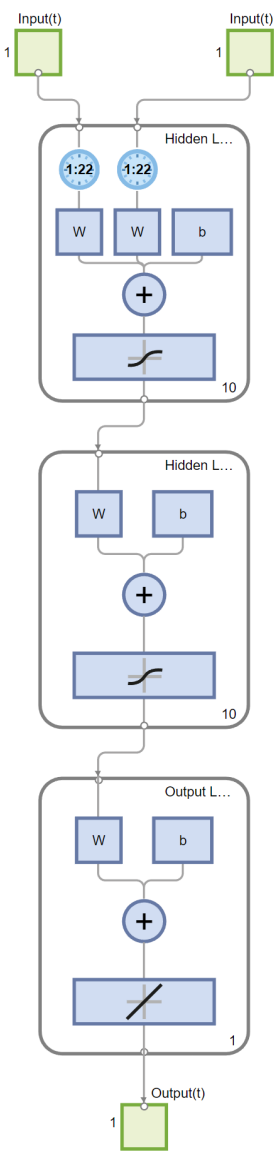 Input(t)
Input(t)
1
1
Hidden L...
-1:22
-1:22
W
W
b
+
10
Hidden L...
W
b
+
10
Output L...
W
b
+
1
Output(t)
1